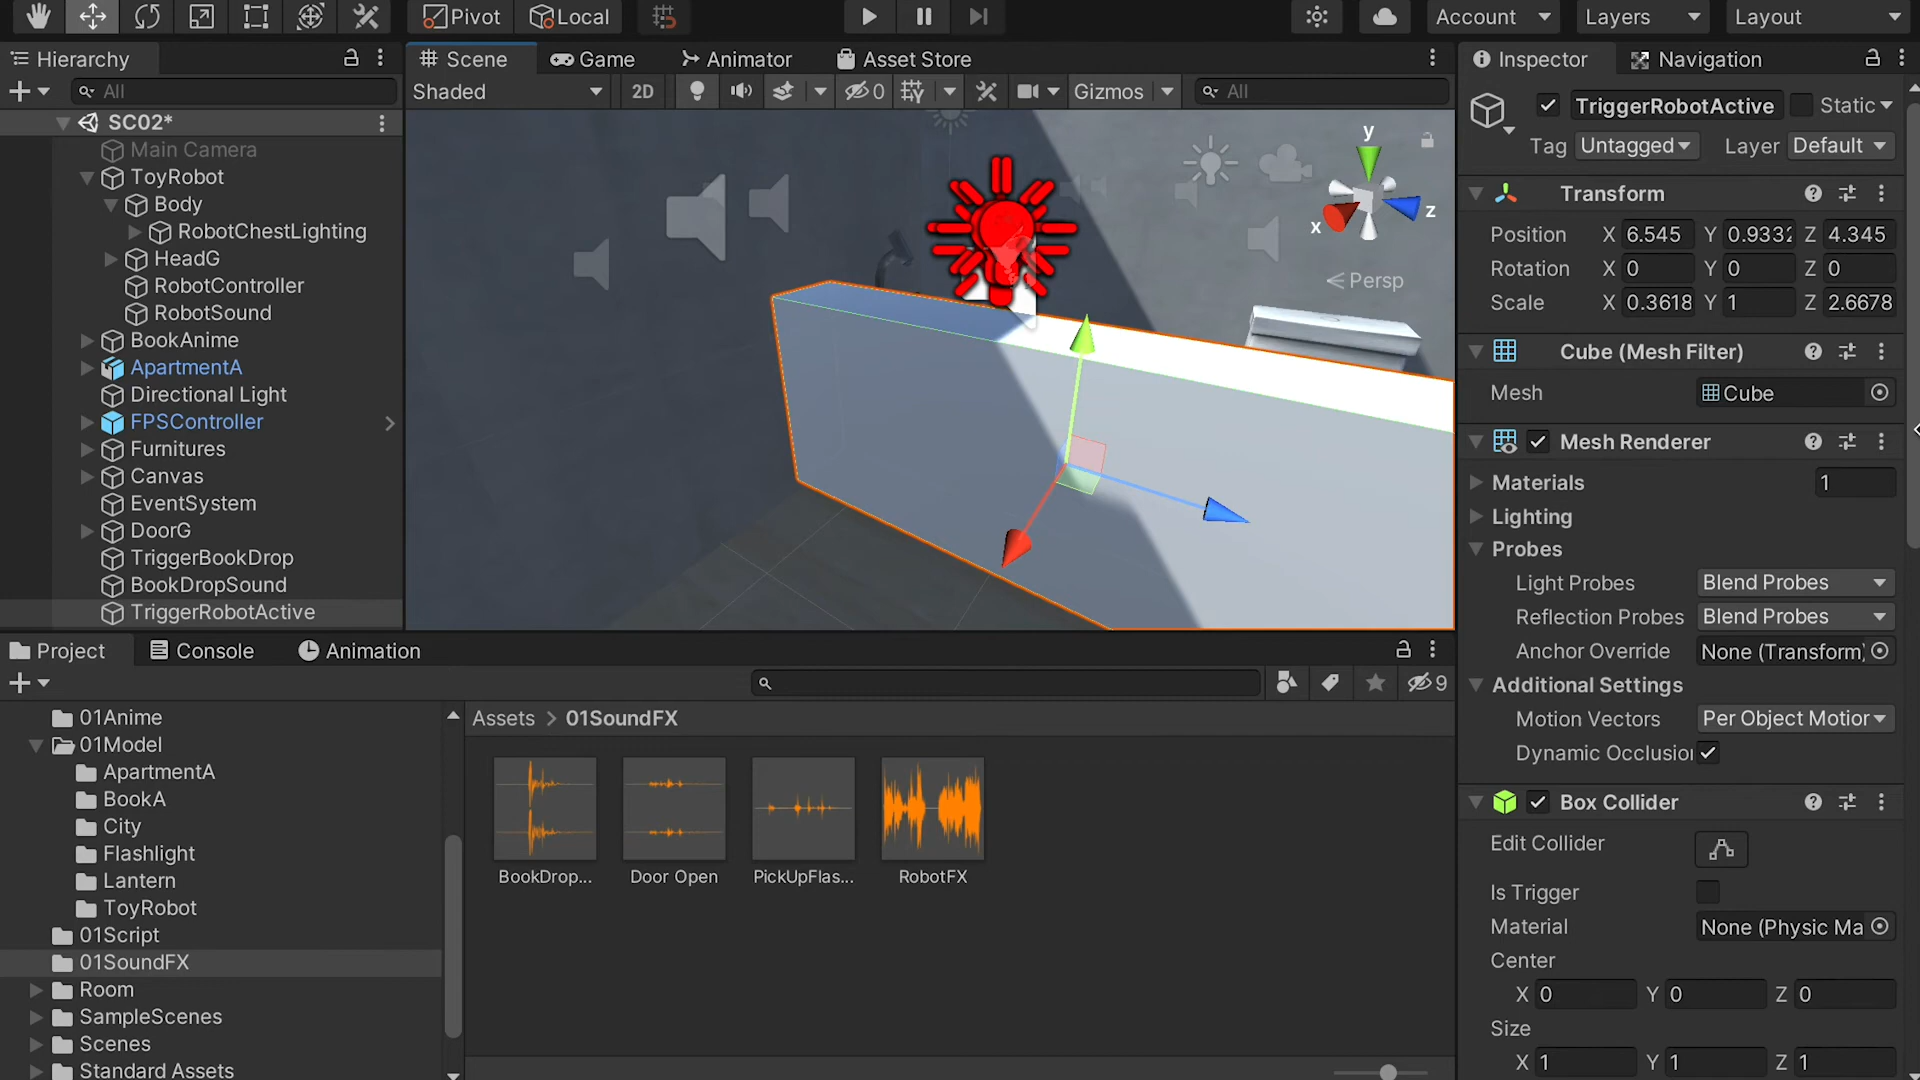 Pivot Local Account Layers Layout
Hierarchy
All
SC02*
Main Camera
ToyRobot
Body
RobotChestLighting
HeadG
RobotController
RobotSound
BookAnime
ApartmentA
Directional Light
FPSController
Furnitures
Canvas
EventSystem
DoorG
TriggerBookDrop
BookDropSound
TriggerRobotActive
Scene Game Animator Asset Store
Shaded 2D 0 Gizmos All
y
x
z
Persp
Inspector Navigation
TriggerRobotActive Static
Tag Untagged Layer Default
Transform
Position X 6.545 Y 0.9332 Z 4.345
Rotation X 0 Y 0 Z 0
Scale X 0.3618 Y 1 Z 2.6678
Cube (Mesh Filter)
Mesh Cube
Mesh Renderer
Materials 1
Lighting
Probes
Light Probes Blend Probes
Reflection Probes Blend Probes
Anchor Override None (Transform)
Additional Settings
Motion Vectors Per Object Motior
Dynamic Occlusior
Box Collider
Edit Collider
Is Trigger
Material None (Physic Ma
Center
X 0 Y 0 Z 0
Size
X 1 Y 1 Z 1
Project Console Animation
9
01Anime
01Model
ApartmentA
BookA
City
Flashlight
Lantern
ToyRobot
01Script
01SoundFX
Room
SampleScenes
Scenes
Standard Assets
Assets > 01SoundFX
BookDrop... Door Open PickUpFlas... RobotFX